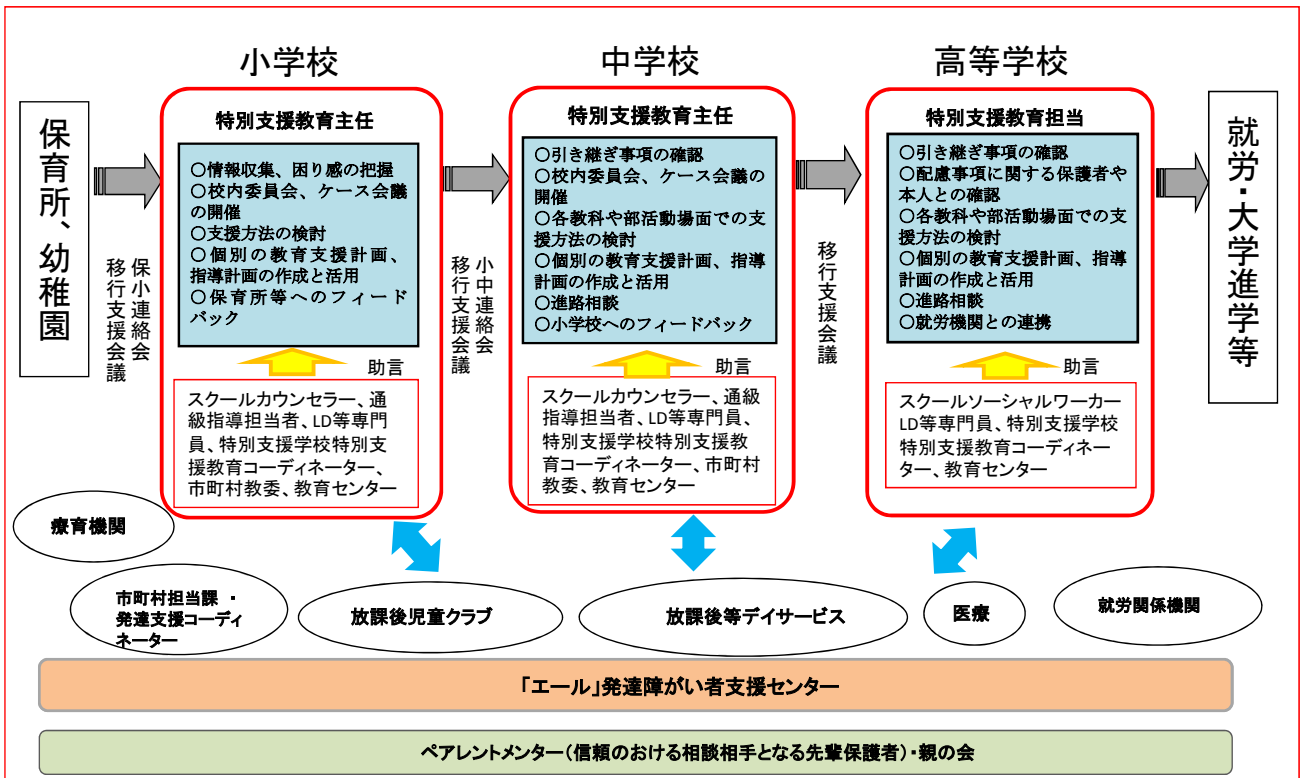 小学校
中学校
高等学校
保育所、幼稚園
保小連絡会
移行支援会議
特別支援教育主任
○情報収集、困り感の把握
○校内委員会、ケース会議
の開催
○支援方法の検討
○個別の教育支援計画、
指導計画の作成と活用
○保育所等へのフィード
バック
助言
スクールカウンセラー、通
級指導担当者、LD等専門
員、特別支援学校特別支
援教育コーディネーター、
市町村教委、教育センター
小中連絡会
移行支援会議
特別支援教育主任
○引き継ぎ事項の確認
○校内委員会、ケース会議の
開催
○各教科や部活動場面での支
援方法の検討
○個別の教育支援計画、指導
計画の作成と活用
○進路相談
○小学校へのフィードバック
助言
スクールカウンセラー、通級
指導担当者、LD等専門員、
特別支援学校特別支援教
育コーディネーター、市町村
教委、教育センター
移行支援会議
特別支援教育担当
○引き継ぎ事項の確認
○配慮事項に関する保護者や
本人との確認
○各教科や部活動場面での支
援方法の検討
○個別の教育支援計画、指導
計画の作成と活用
○進路相談
○就労機関との連携
助言
スクールソーシャルワーカー
LD等専門員、特別支援学校
特別支援教育コーディネー
ター、教育センター
就労・大学進学等
療育機関
市町村担当課 ・
発達支援コーディ
ネーター
放課後児童クラブ
放課後等デイサービス
医療
就労関係機関
「エール」発達障がい者支援センター
ペアレントメンター（信頼のおける相談相手となる先輩保護者）・親の会